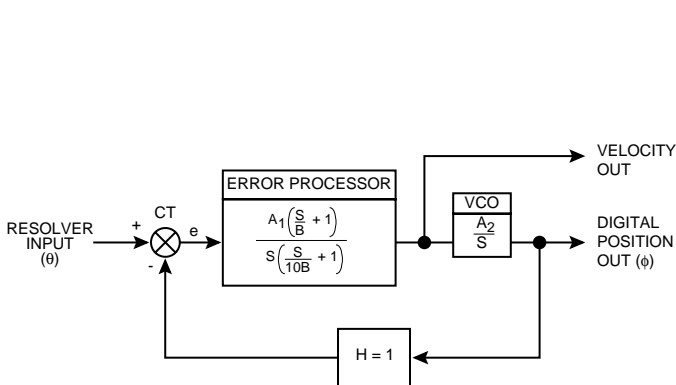 VELOCITY
OUT
ERROR PROCESSOR
VCO
CT
RESOLVER
INPUT
(θ)
+
-
e
A1(S/B + 1)
S(S/10B + 1)
A2
S
DIGITAL
POSITION
OUT (ϕ)
H = 1